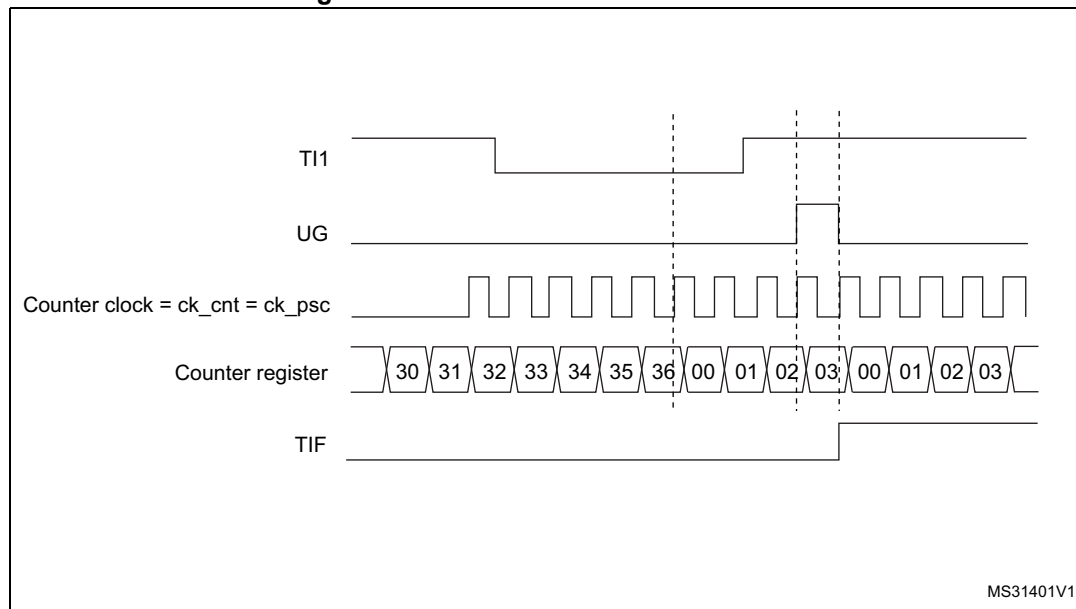 TI1
UG
Counter clock = ck_cnt = ck_psc
Counter register 30 31 32 33 34 35 36 00 01 02 03 00 01 02 03
TIF
MS31401V1